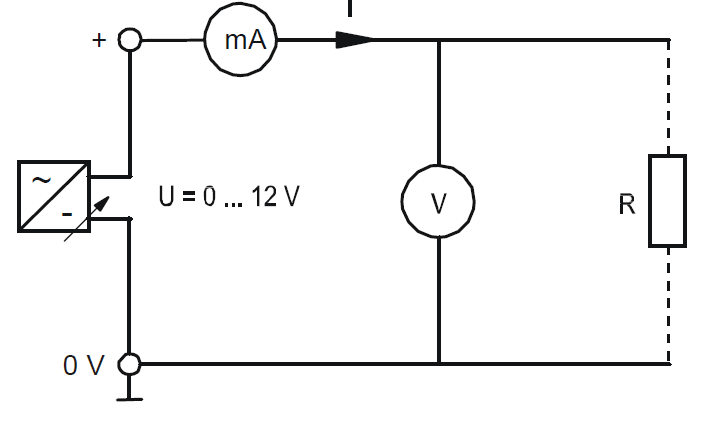 I
+
mA
~
-
U = 0 ... 12 V
V
R
0 V